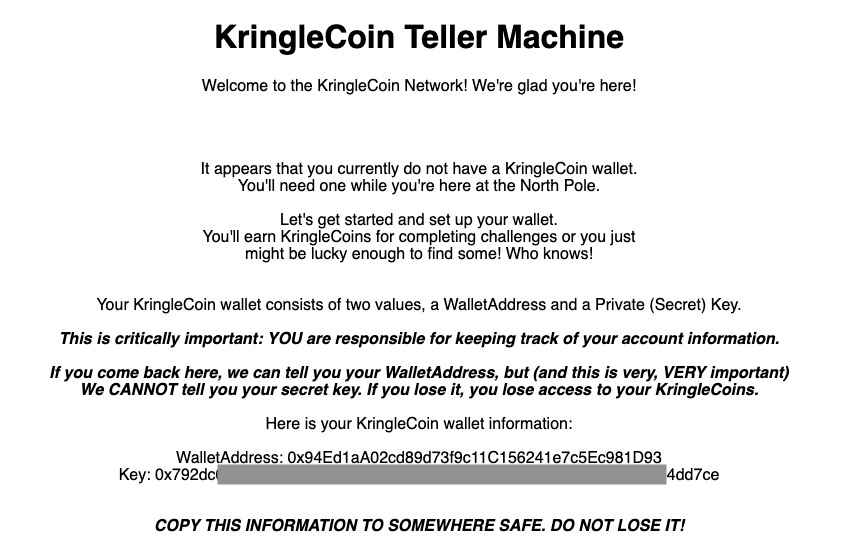 KringleCoin Teller Machine
Welcome to the KringleCoin Network! We're glad you're here!
It appears that you currently do not have a KringleCoin wallet.
You'll need one while you're here at the North Pole.
Let's get started and set up your wallet.
You'll earn KringleCoins for completing challenges or you just
might be lucky enough to find some! Who knows!
Your KringleCoin wallet consists of two values, a WalletAddress and a Private (Secret) Key.
This is critically important: YOU are responsible for keeping track of your account information.
If you come back here, we can tell you your WalletAddress, but (and this is very, VERY important)
We CANNOT tell you your secret key. If you lose it, you lose access to your KringleCoins.
Here is your KringleCoin wallet information:
WalletAddress: 0x94Ed1aA02cd89d73f9c11C156241e7c5Ec981D93
Key: 0x792dc 4dd7ce
COPY THIS INFORMATION TO SOMEWHERE SAFE. DO NOT LOSE IT!